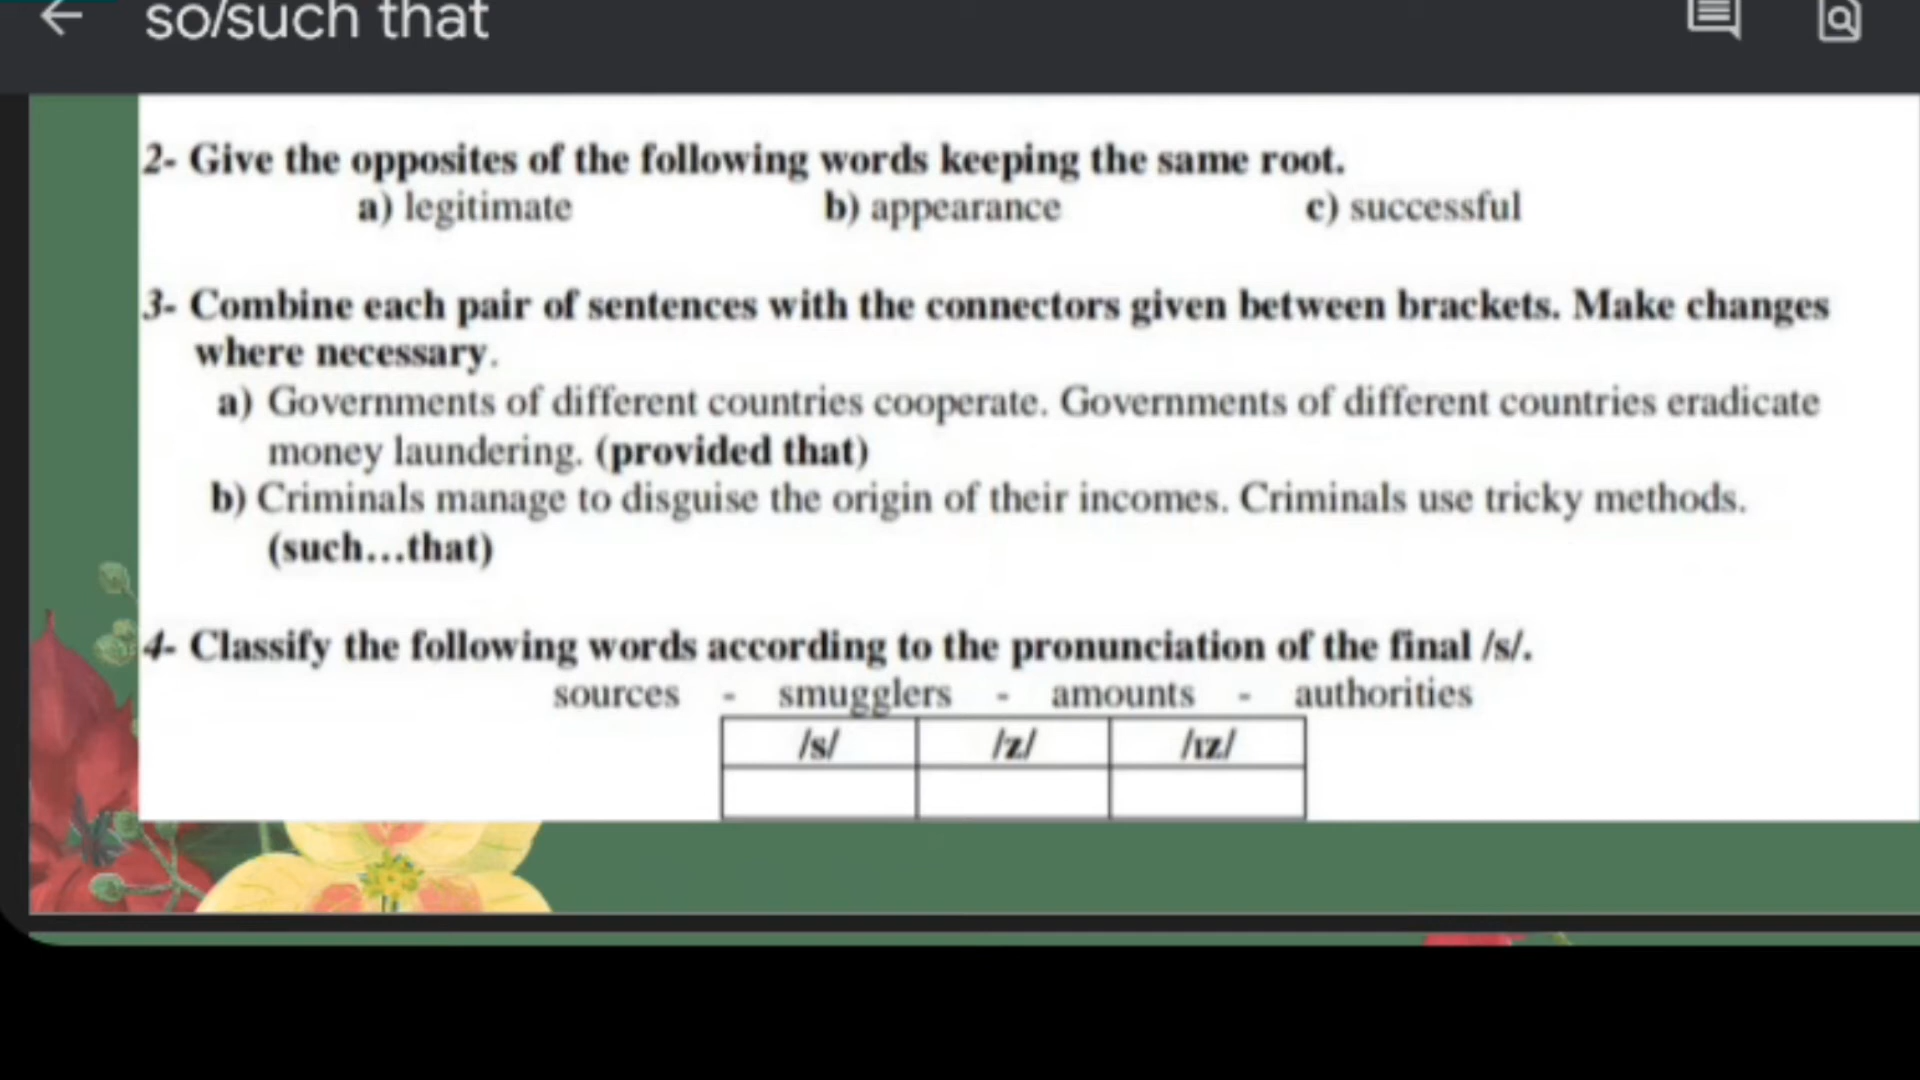 so/such that
2- Give the opposites of the following words keeping the same root.
a) legitimate b) appearance c) successful
3- Combine each pair of sentences with the connectors given between brackets. Make changes
where necessary.
a) Governments of different countries cooperate. Governments of different countries eradicate
money laundering. (provided that)
b) Criminals manage to disguise the origin of their incomes. Criminals use tricky methods.
(such...that)
4- Classify the following words according to the pronunciation of the final /s/.
sources - smugglers - amounts - authorities
/s/ /z/ /ɪz/